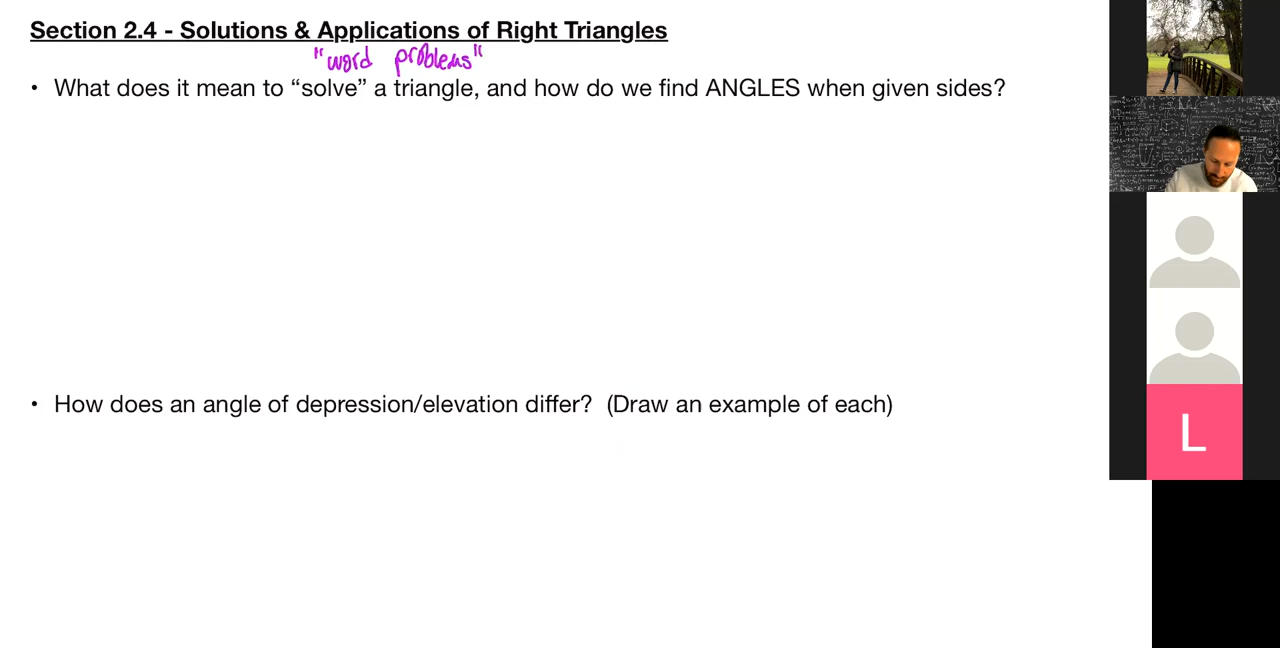 Section 2.4 - Solutions & Applications of Right Triangles
"word problems"
• What does it mean to “solve” a triangle, and how do we find ANGLES when given sides?
• How does an angle of depression/elevation differ? (Draw an example of each)
L